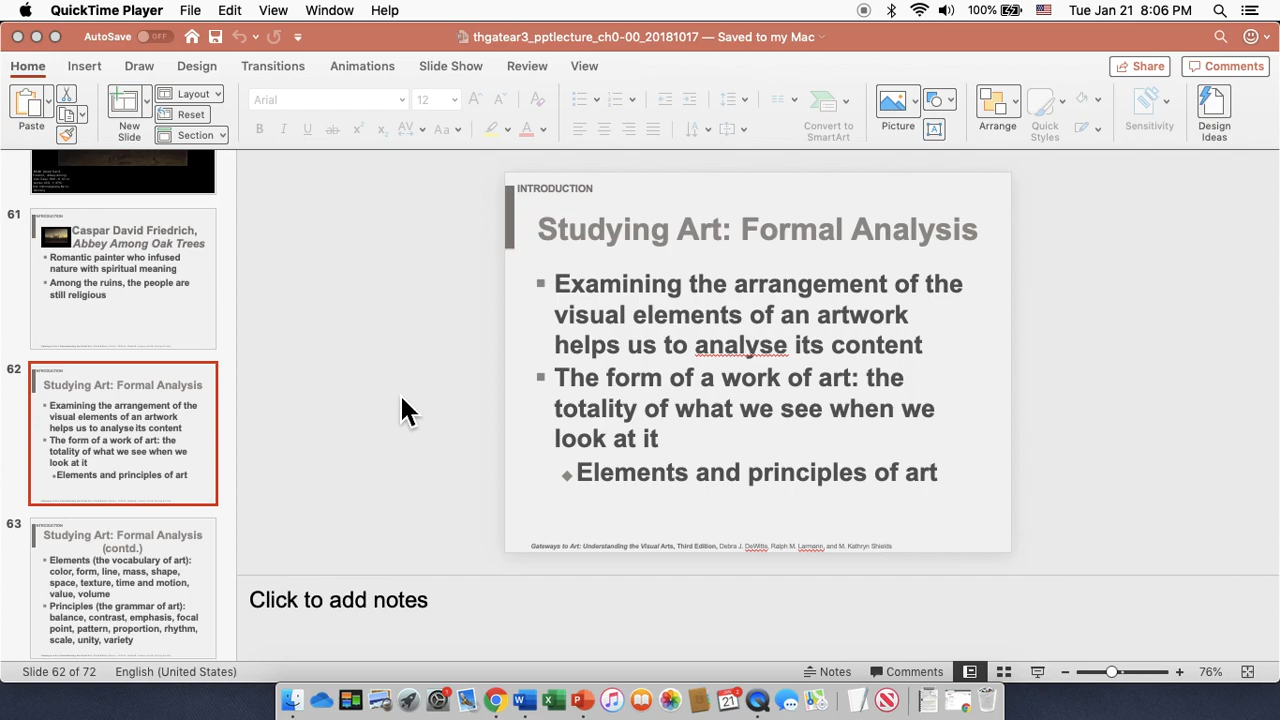 QuickTime Player File Edit View Window Help 100% Tue Jan 21 8:06 PM
AutoSave OFF thgatear3_pptlecture_ch0-00_20181017 — Saved to my Mac
Home Insert Draw Design Transitions Animations Slide Show Review View Share Comments
Paste New Slide Layout Reset Section Arial 12 Convert to SmartArt Picture Arrange Quick Styles Sensitivity Design Ideas
61
INTRODUCTION
Caspar David Friedrich,
Abbey Among Oak Trees
Romantic painter who infused
nature with spiritual meaning
Among the ruins, the people are
still religious
62
INTRODUCTION
Studying Art: Formal Analysis
Examining the arrangement of the
visual elements of an artwork
helps us to analyse its content
The form of a work of art: the
totality of what we see when we
look at it
Elements and principles of art
63
INTRODUCTION
Studying Art: Formal Analysis
(contd.)
Elements (the vocabulary of art):
color, form, line, mass, shape,
space, texture, time and motion,
value, volume
Principles (the grammar of art):
balance, contrast, emphasis, focal
point, pattern, proportion, rhythm,
scale, unity, variety
INTRODUCTION
Studying Art: Formal Analysis
Examining the arrangement of the
visual elements of an artwork
helps us to analyse its content
The form of a work of art: the
totality of what we see when we
look at it
Elements and principles of art
Gateways to Art: Understanding the Visual Arts, Third Edition, Debra J. DeWitte, Ralph M. Larmann, and M. Kathryn Shields
Click to add notes
Slide 62 of 72 English (United States) Notes Comments 76%